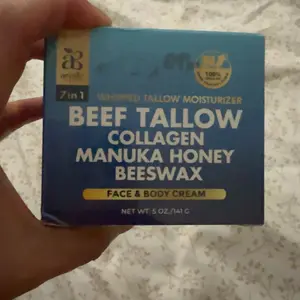 7 in 1
WHIPPED TALLOW MOISTURIZER
BEEF TALLOW
COLLAGEN
MANUKA HONEY
BEESWAX
FACE & BODY CREAM
NET WT. 5 OZ./141 G
100%